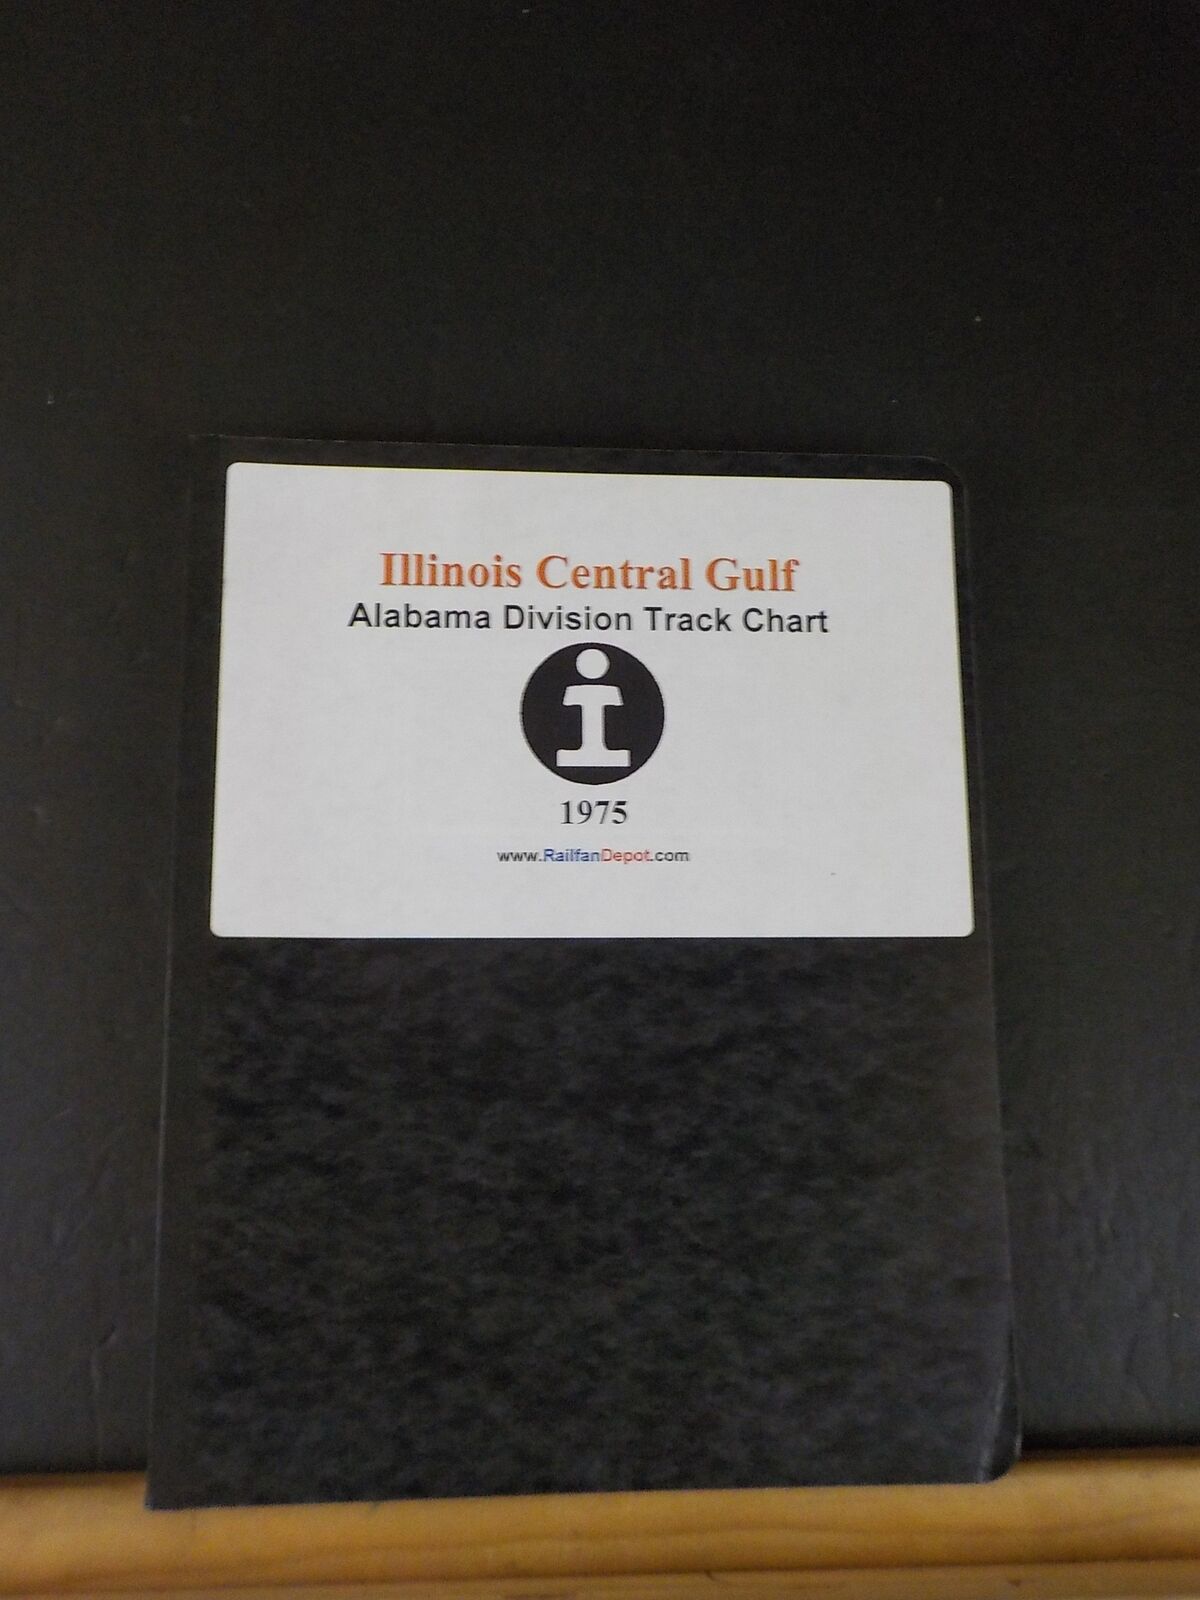 Illinois Central Gulf
Alabama Division Track Chart
i
1975
www.RailfanDepot.com